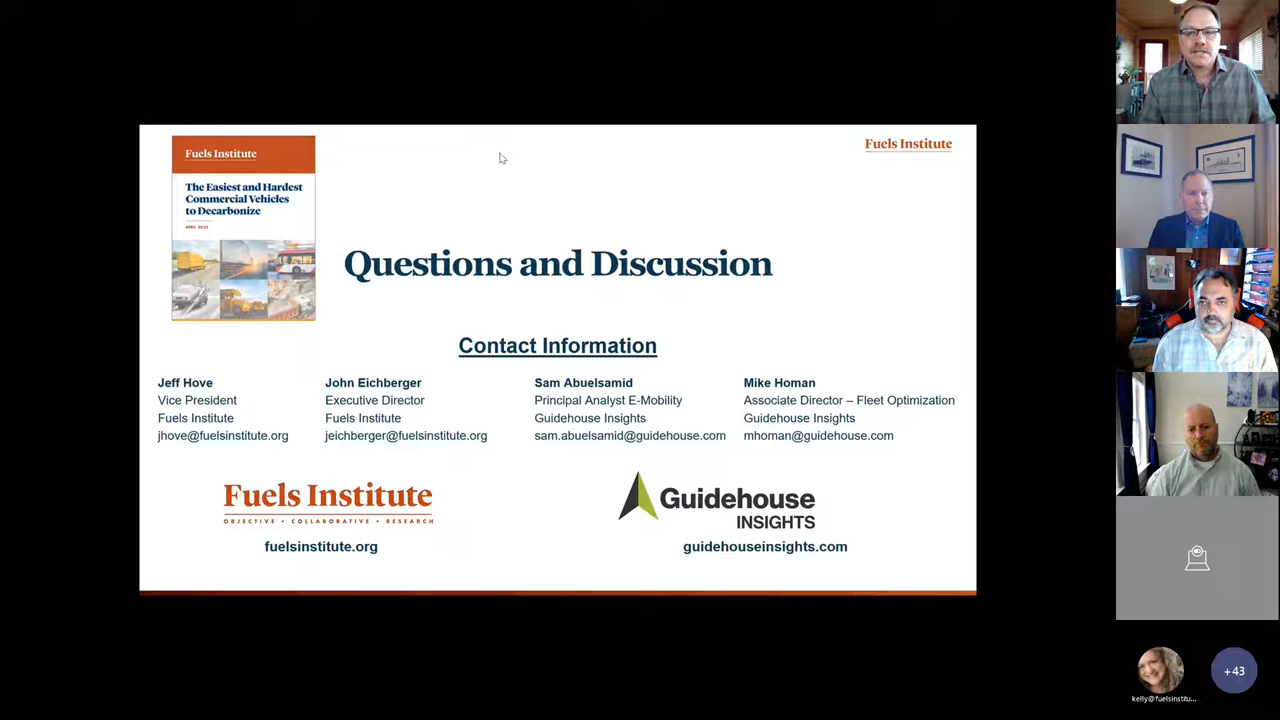 Fuels Institute
The Easiest and Hardest
Commercial Vehicles
to Decarbonize
Fuels Institute
Questions and Discussion
Contact Information
Jeff Hove
Vice President
Fuels Institute
jhove@fuelsinstitute.org
John Eichberger
Executive Director
Fuels Institute
jeichberger@fuelsinstitute.org
Sam Abuelsamid
Principal Analyst E-Mobility
Guidehouse Insights
sam.abuelsamid@guidehouse.com
Mike Homan
Associate Director – Fleet Optimization
Guidehouse Insights
mhoman@guidehouse.com
Fuels Institute
OBJECTIVE • COLLABORATIVE • RESEARCH
fuelsinstitute.org
Guidehouse
INSIGHTS
guidehouseinsights.com
kelly@fuelsinstitu...
+43